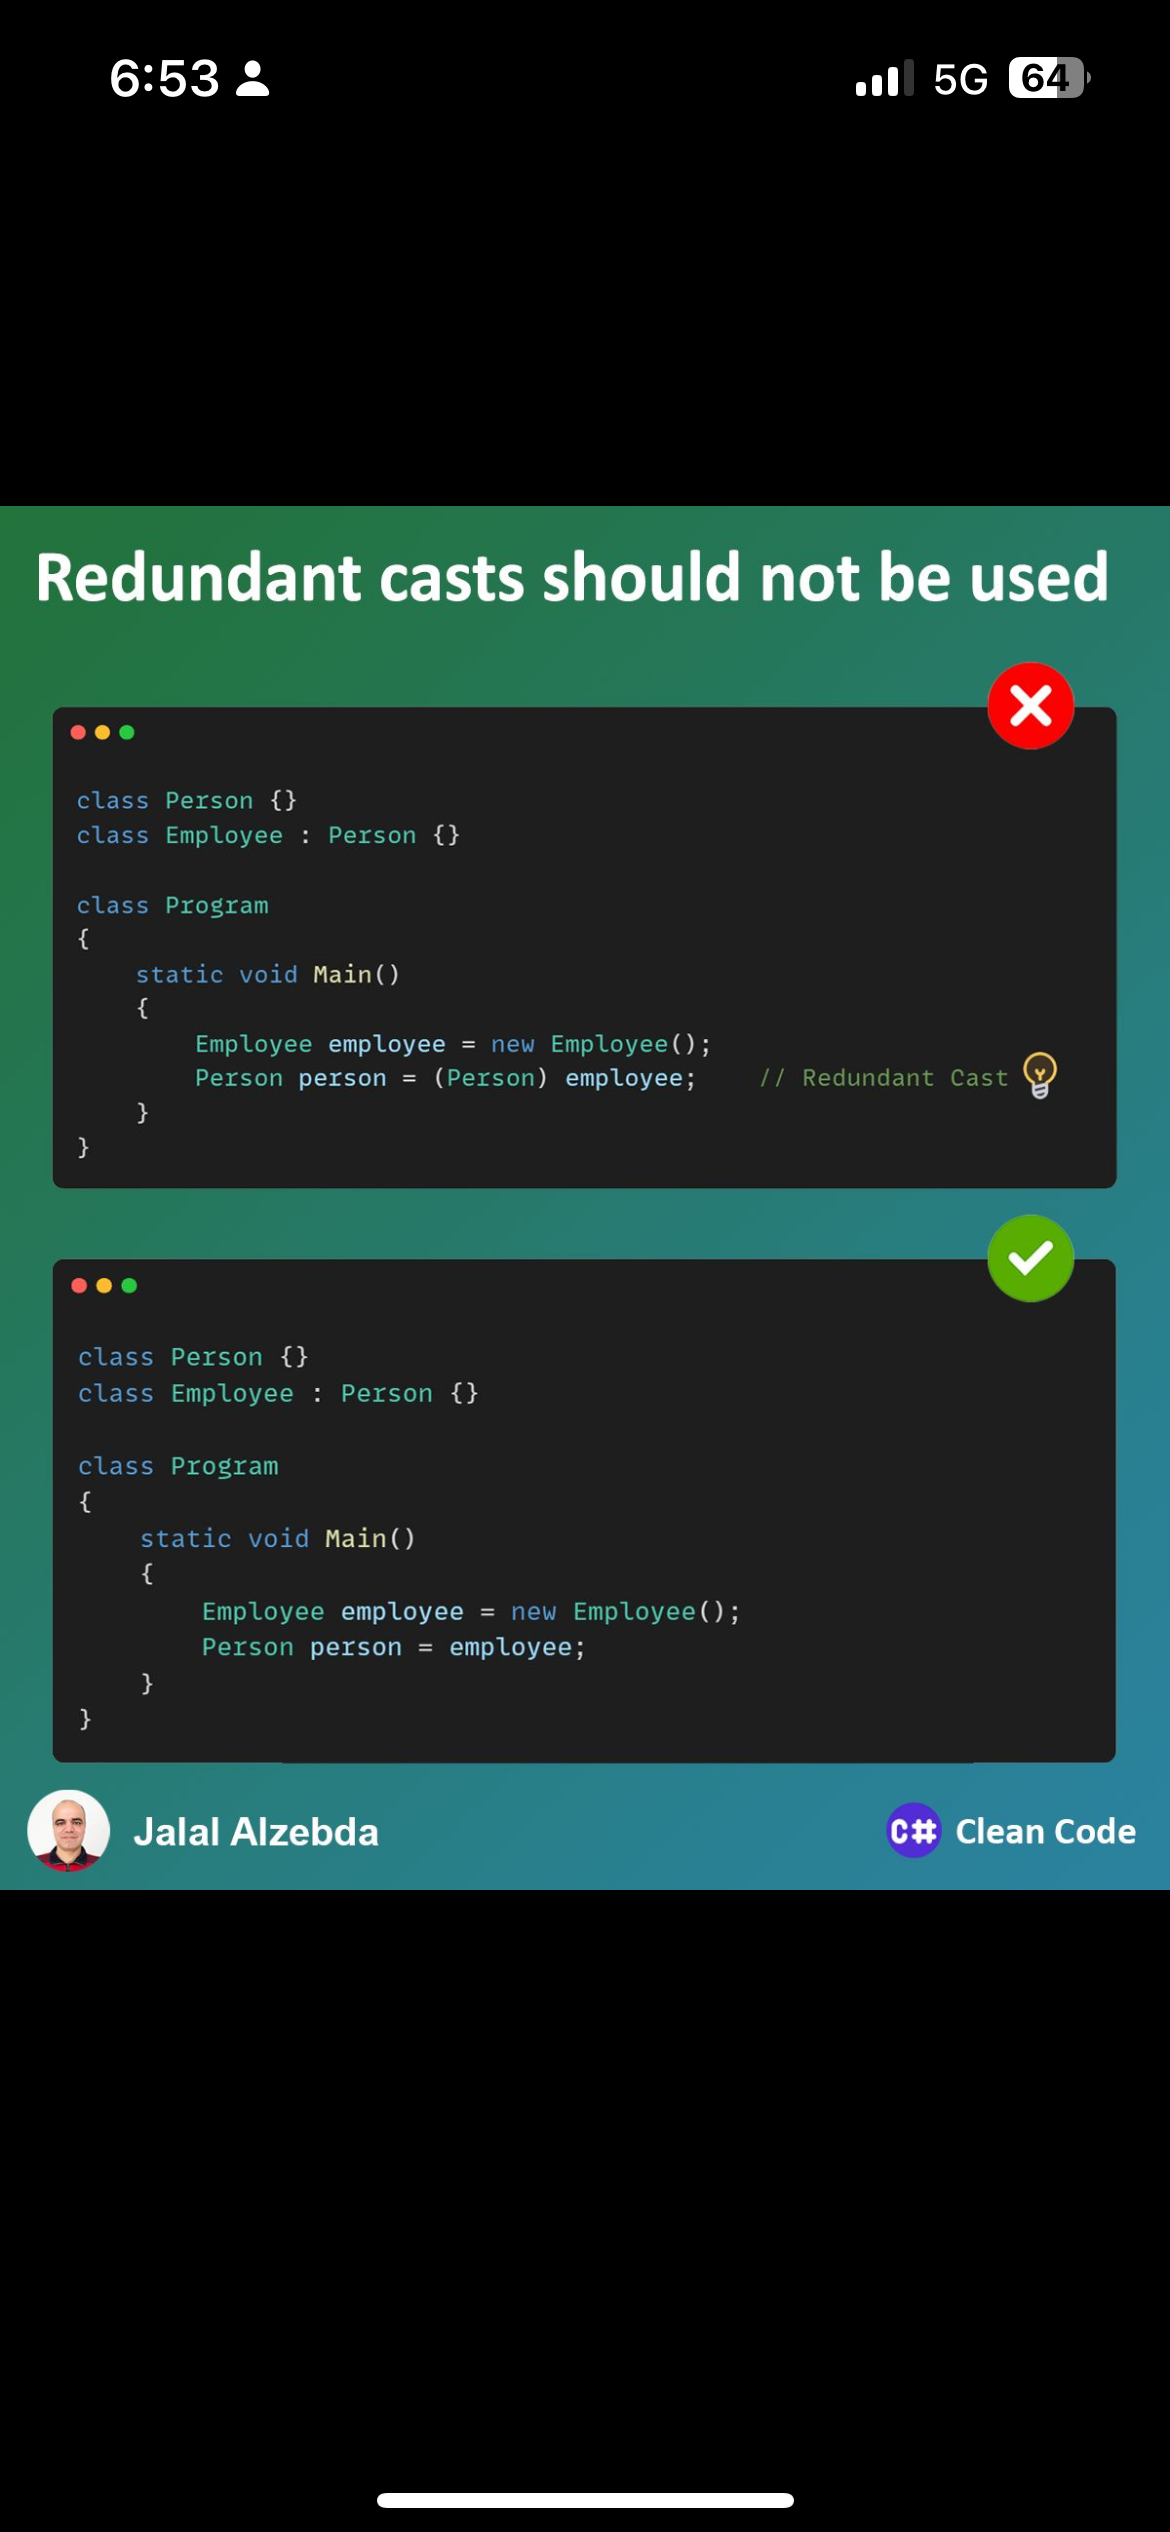 6:53
5G
64
Redundant casts should not be used
class Person {}
class Employee : Person {}
class Program
{
static void Main()
{
Employee employee = new Employee();
Person person = (Person) employee; // Redundant Cast
}
}
class Person {}
class Employee : Person {}
class Program
{
static void Main()
{
Employee employee = new Employee();
Person person = employee;
}
}
Jalal Alzebda
C# Clean Code